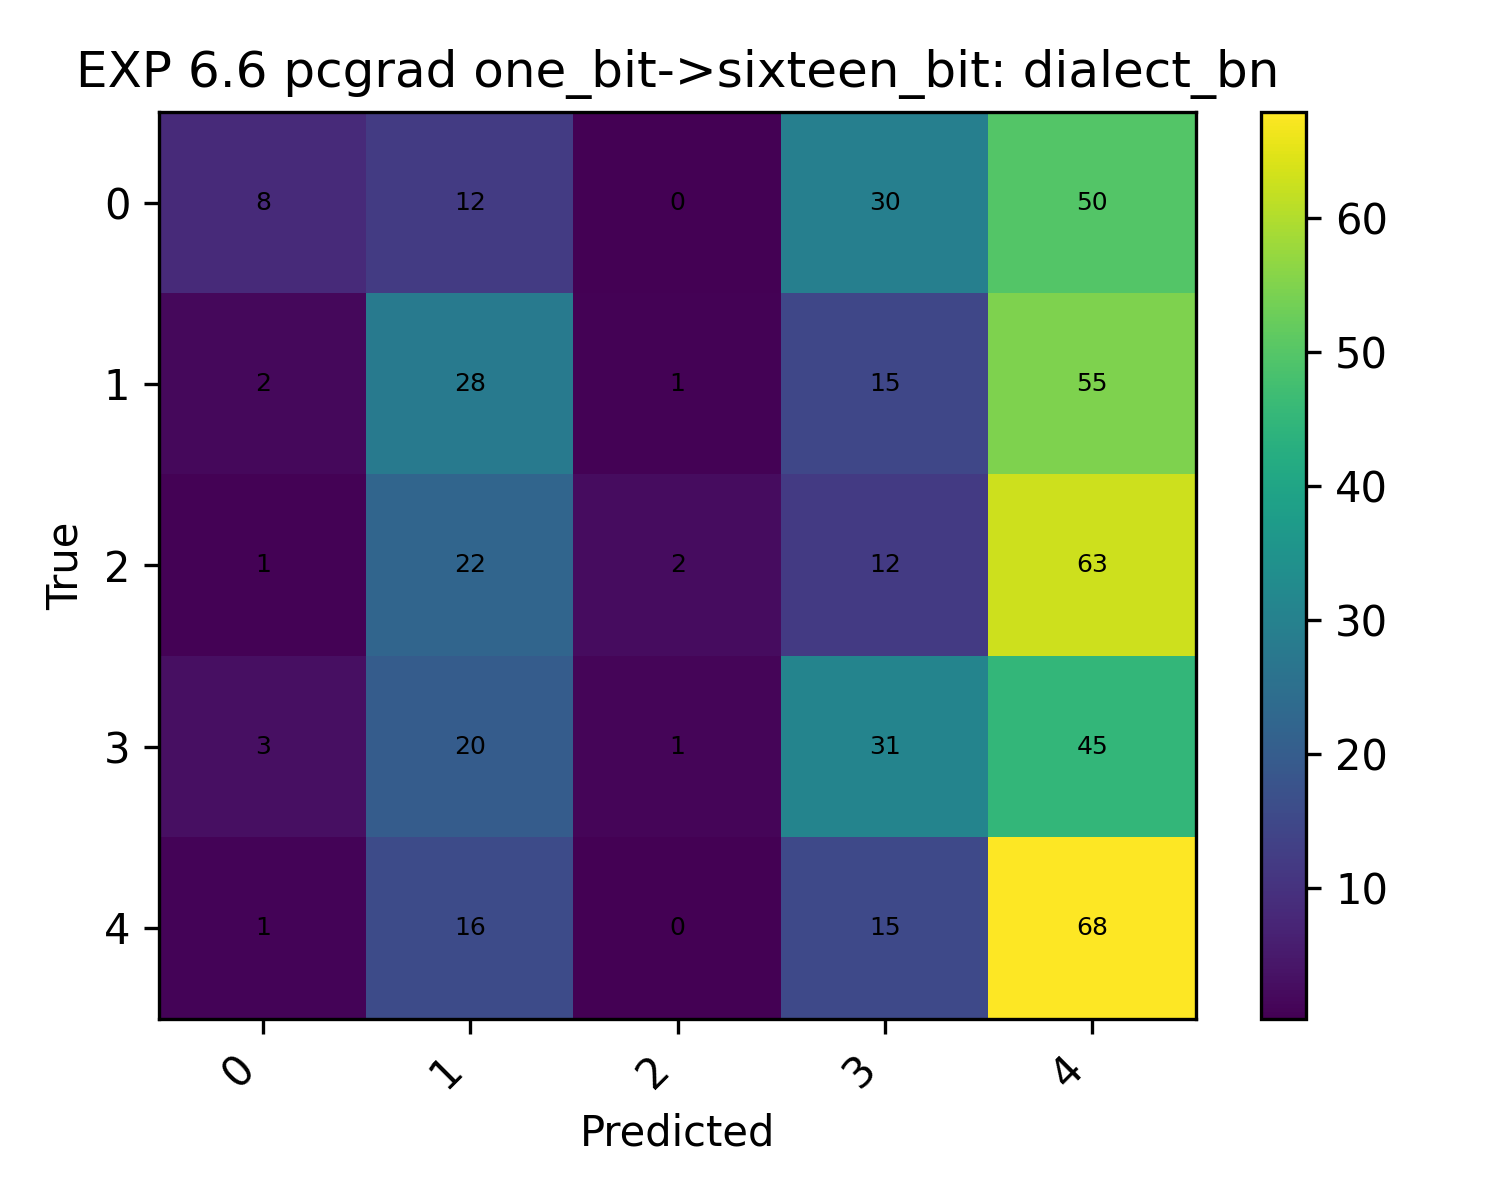 EXP 6.6 pcgrad one_bit->sixteen_bit: dialect_bn
0 8 12 0 30 50
1 2 28 1 15 55
2 1 22 2 12 63
3 3 20 1 31 45
4 1 16 0 15 68
0 1 2 3 4
Predicted
True
60
50
40
30
20
10